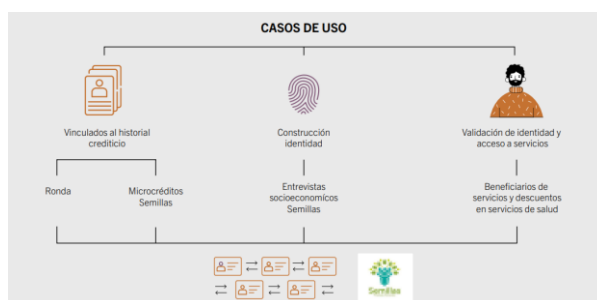 CASOS DE USO
Vinculados al historial
crediticio
Construcción
identidad
Validación de identidad y
acceso a servicios
Ronda
Microcréditos
Semillas
Entrevistas
socioeconomícos
Semillas
Beneficiarios de
servicios y descuentos
en servicios de salud
Semillas